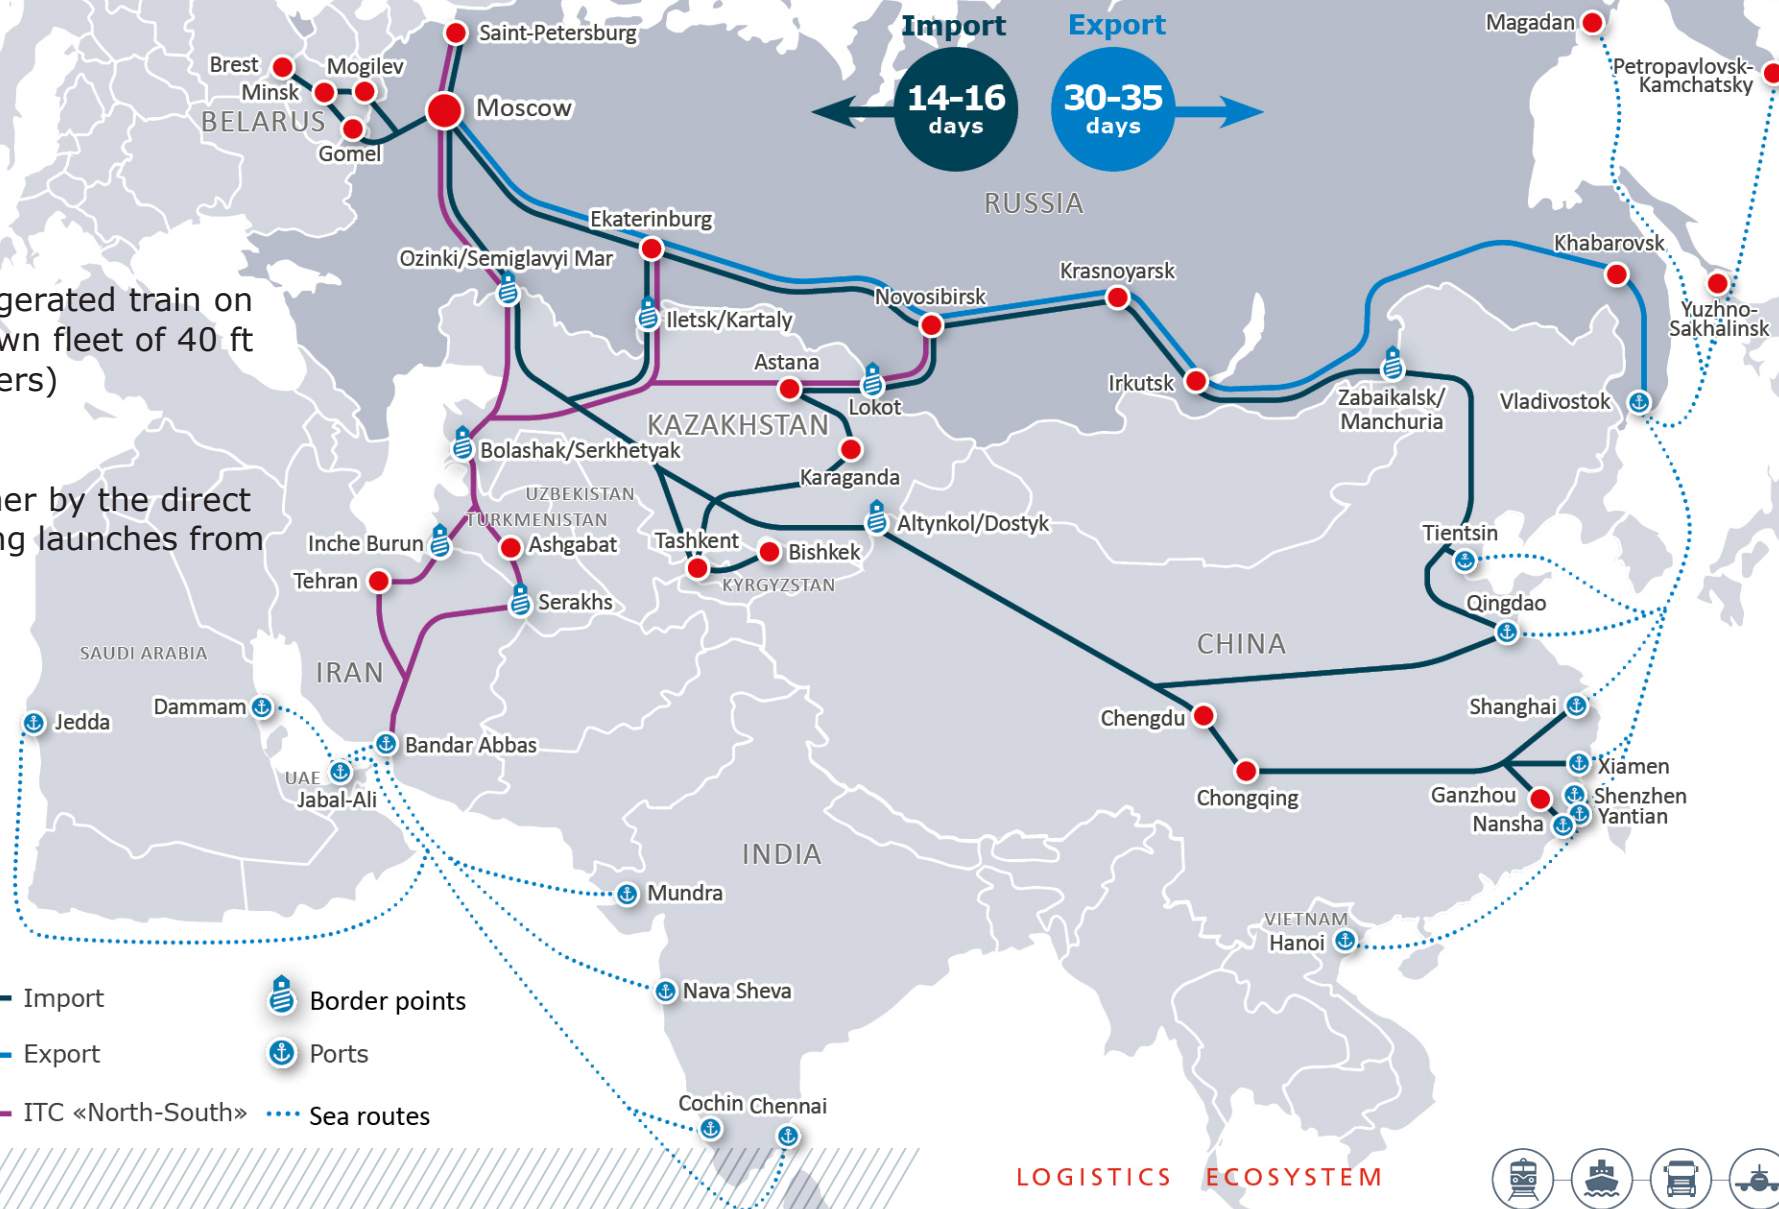 Import
Export
14-16
days
30-35
days
Saint-Petersburg
Magadan
Petropavlovsk-
Kamchatsky
Brest
Mogilev
Minsk
BELARUS
Moscow
Gomel
RUSSIA
Ekaterinburg
Khabarovsk
Ozinki/Semiglavyi Mar
Krasnoyarsk
gerated train on
wn fleet of 40 ft
ers)
Novosibirsk
Iletsk/Kartaly
Yuzhno-
Sakhalinsk
Astana
Irkutsk
Lokot
Zabaikalsk/
Manchuria
Vladivostok
KAZAKHSTAN
Bolashak/Serkhetyak
Karaganda
ner by the direct
ng launches from
UZBEKISTAN
TURKMENISTAN
Altynkol/Dostyk
Tientsin
Inche Burun
Ashgabat
Tashkent
Bishkek
Tehran
KYRGYZSTAN
Serakhs
Qingdao
SAUDI ARABIA
IRAN
CHINA
Dammam
Jedda
Shanghai
Chengdu
Bandar Abbas
UAE
Jabal-Ali
Xiamen
Chongqing
Ganzhou
Shenzhen
Yantian
Nansha
INDIA
Mundra
VIETNAM
Hanoi
Nava Sheva
Import
Border points
Export
Ports
ITC «North-South»
Sea routes
Cochin
Chennai
LOGISTICS ECOSYSTEM